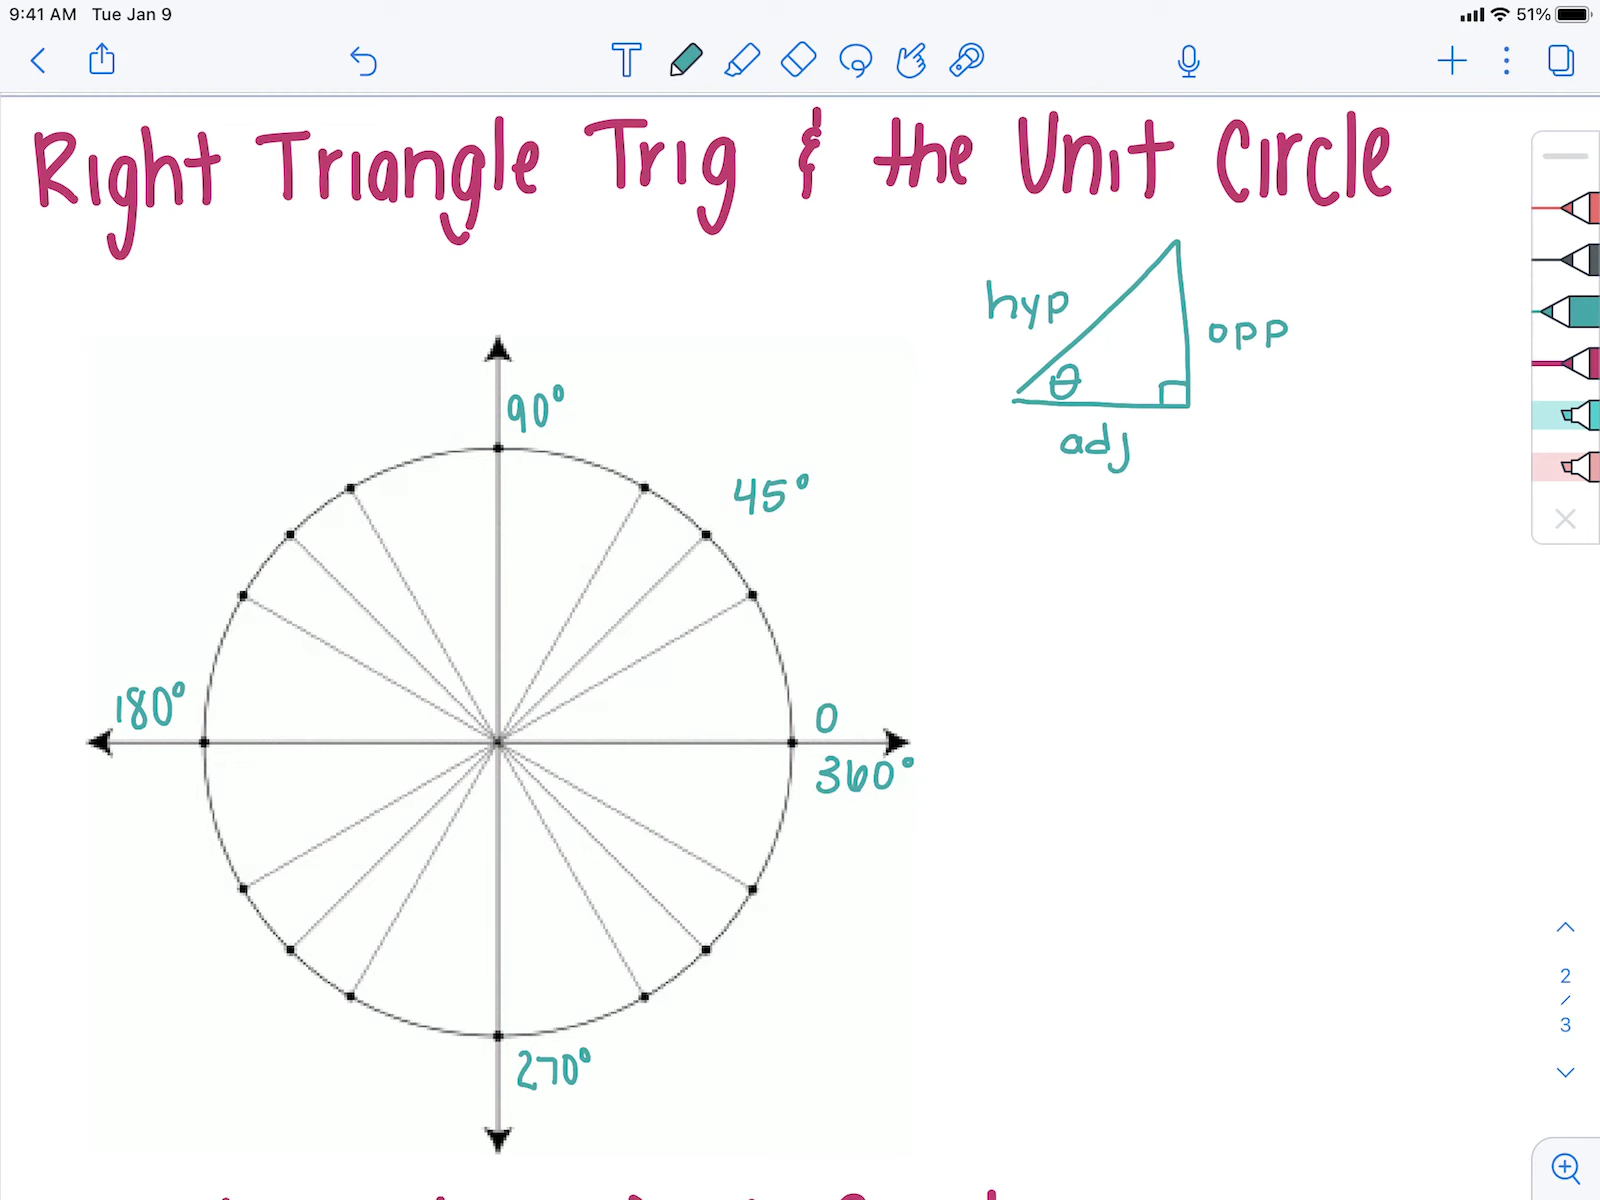 9:41 AM Tue Jan 9
51%
Right Triangle Trig & the Unit Circle
hyp
opp
θ
adj
90°
45°
180°
0
360°
270°
2
/
3